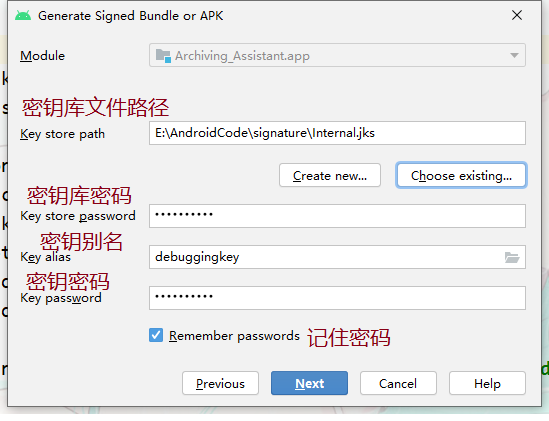 Generate Signed Bundle or APK
Module
Archiving_Assistant.app
密钥库文件路径
Key store path
E:\AndroidCode\signature\Internal.jks
Create new...
Choose existing...
密钥库密码
Key store password
••••••••••
密钥别名
Key alias
debuggingkey
密钥密码
Key password
••••••••••
Remember passwords
记住密码
Previous
Next
Cancel
Help